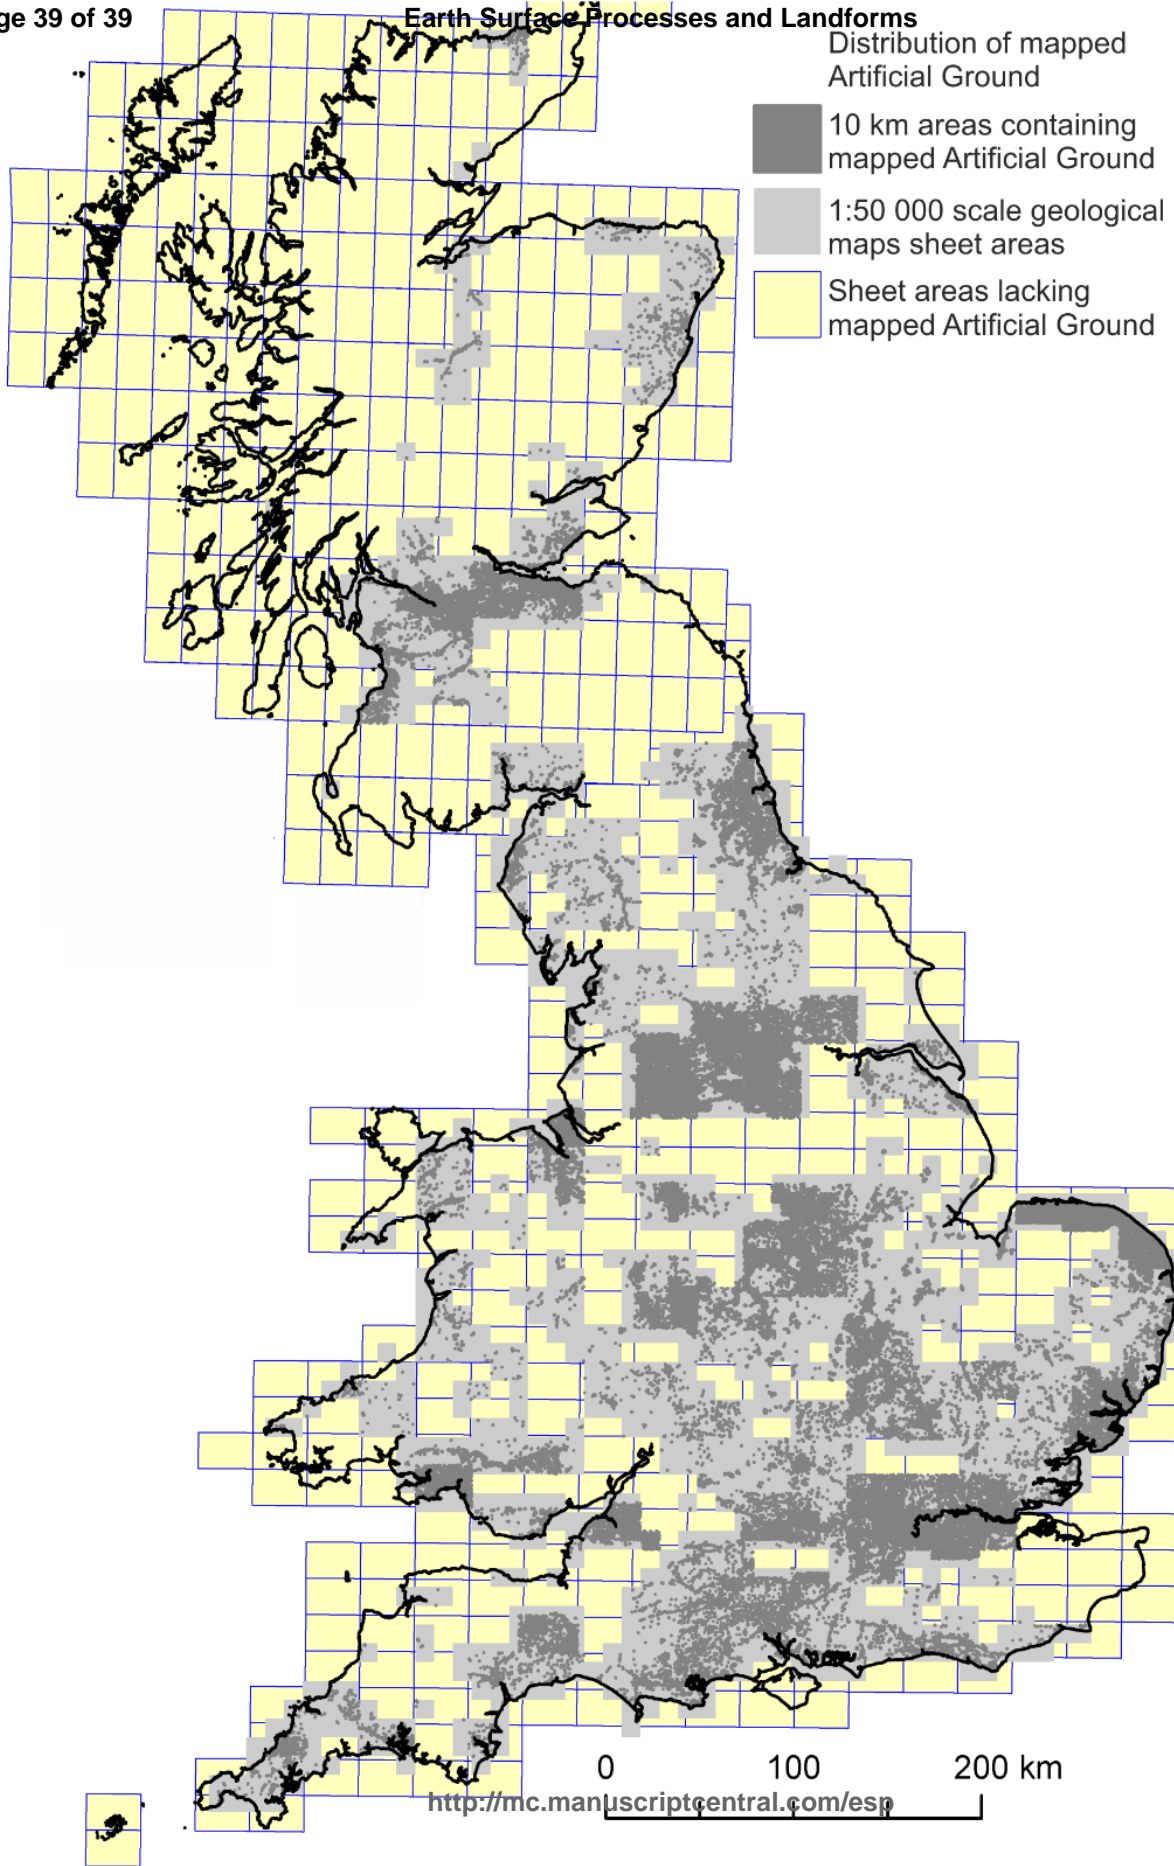 ge 39 of 39
Earth Surface Processes and Landforms
Distribution of mapped
Artificial Ground
10 km areas containing
mapped Artificial Ground
1:50 000 scale geological
maps sheet areas
Sheet areas lacking
mapped Artificial Ground
0 100 200 km
http://mc.manuscriptcentral.com/esp